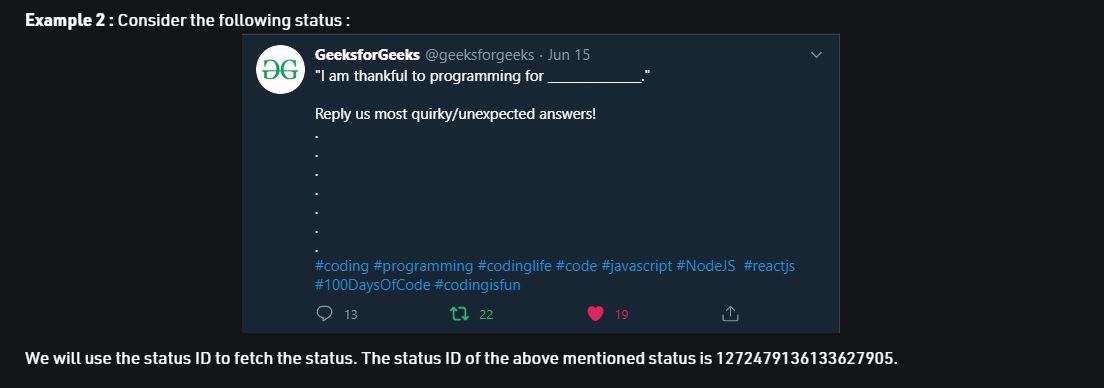 Example 2 : Consider the following status :
GeeksforGeeks @geeksforgeeks · Jun 15
"I am thankful to programming for ____________."
Reply us most quirky/unexpected answers!
.
.
.
.
.
.
.
#coding #programming #codinglife #code #javascript #NodeJS #reactjs
#100DaysOfCode #codingisfun
13 22 19
We will use the status ID to fetch the status. The status ID of the above mentioned status is 1272479136133627905.